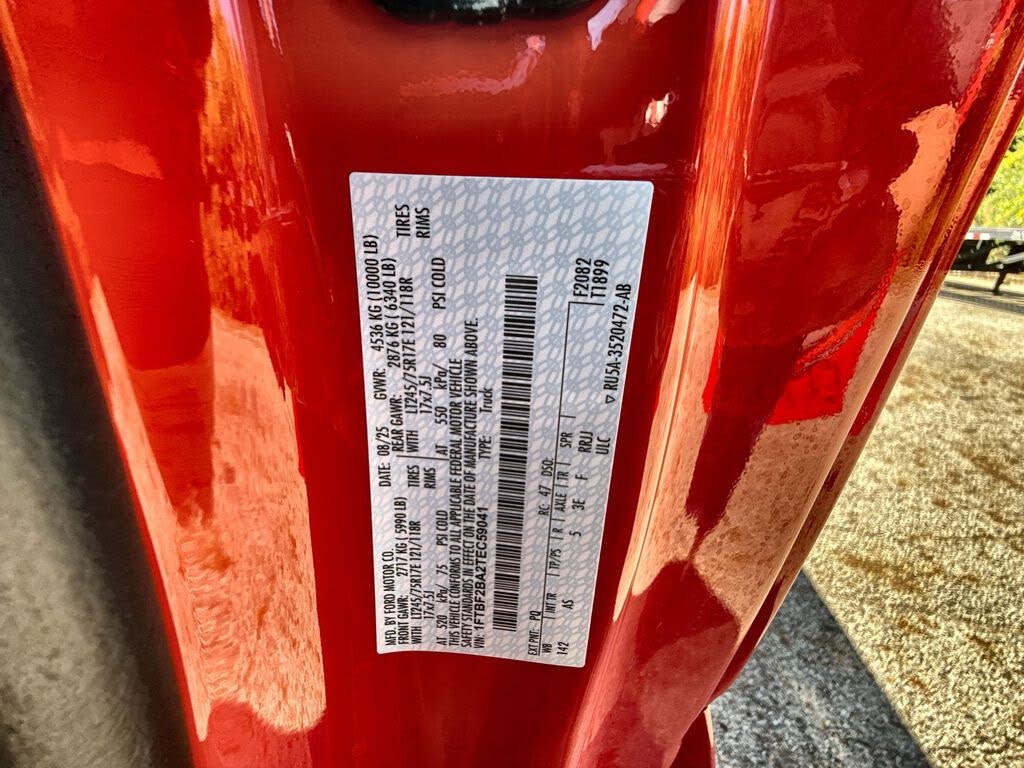 MFD. BY FORD MOTOR CO.
DATE: 08/25 GVWR: 4536 KG (10000 LB)
FRONT GAWR: 2717 KG (5990 LB) REAR GAWR: 2876 KG (6340 LB)
WITH LT245/75R17E 121/118R TIRES WITH LT245/75R17E 121/118R TIRES
17x7.5J RIMS 17x7.5J RIMS
AT 520 kPa/ 75 PSI COLD AT 550 kPa/ 80 PSI COLD
THIS VEHICLE CONFORMS TO ALL APPLICABLE FEDERAL MOTOR VEHICLE
SAFETY STANDARDS IN EFFECT ON THE DATE OF MANUFACTURE SHOWN ABOVE.
VIN: 1FTBF2BA2TEC59041 TYPE: Truck
EXT PNT: PQ RC: 47 DSO: F2082
WB INT TR TP/PS R AXLE TR SPR T1899
142 AS 5 3E F RRJJ
ULC ▽ RU5A-3520472-AB